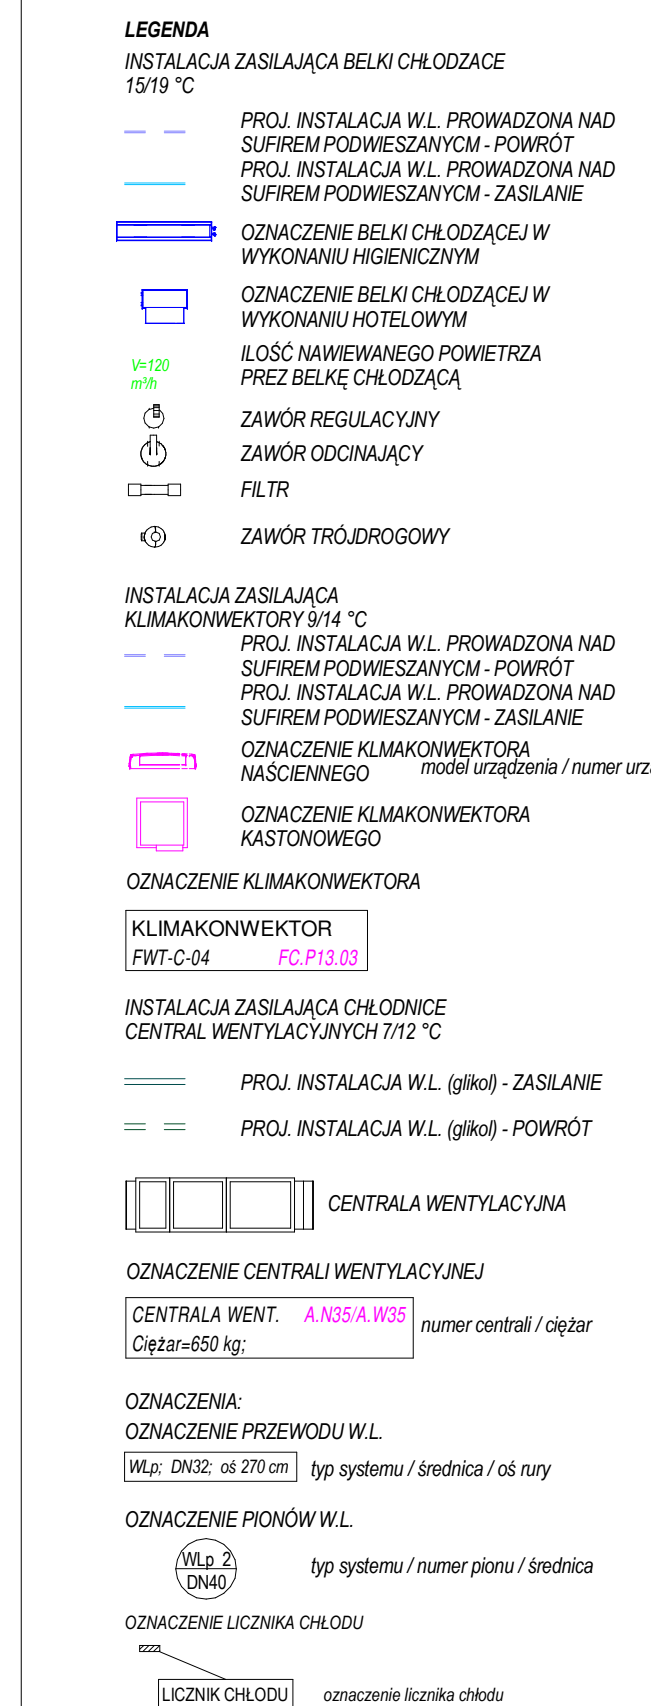 LEGENDA
INSTALACJA ZASILAJĄCA BELKI CHŁODZACE
15/19 °C
PROJ. INSTALACJA W.L. PROWADZONA NAD
SUFIREM PODWIESZANYCM - POWRÓT
PROJ. INSTALACJA W.L. PROWADZONA NAD
SUFIREM PODWIESZANYCM - ZASILANIE
OZNACZENIE BELKI CHŁODZĄCEJ W
WYKONANIU HIGIENICZNYM
OZNACZENIE BELKI CHŁODZĄCEJ W
WYKONANIU HOTELOWYM
V=120
m³/h
ILOŚĆ NAWIEWANEGO POWIETRZA
PREZ BELKĘ CHŁODZĄCĄ
ZAWÓR REGULACYJNY
ZAWÓR ODCINAJĄCY
FILTR
ZAWÓR TRÓJDROGOWY
INSTALACJA ZASILAJĄCA
KLIMAKONWEKTORY 9/14 °C
PROJ. INSTALACJA W.L. PROWADZONA NAD
SUFIREM PODWIESZANYCM - POWRÓT
PROJ. INSTALACJA W.L. PROWADZONA NAD
SUFIREM PODWIESZANYCM - ZASILANIE
OZNACZENIE KLMAKONWEKTORA
NAŚCIENNEGO model urządzenia / numer
OZNACZENIE KLMAKONWEKTORA
KASTONOWEGO
OZNACZENIE KLIMAKONWEKTORA
KLIMAKONWEKTOR
FWT-C-04 FC.P13.03
INSTALACJA ZASILAJĄCA CHŁODNICE
CENTRAL WENTYLACYJNYCH 7/12 °C
PROJ. INSTALACJA W.L. (glikol) - ZASILANIE
PROJ. INSTALACJA W.L. (glikol) - POWRÓT
CENTRALA WENTYLACYJNA
OZNACZENIE CENTRALI WENTYLACYJNEJ
CENTRALA WENT. A.N35/A.W35
Ciężar=650 kg;
numer centrali / ciężar
OZNACZENIA:
OZNACZENIE PRZEWODU W.L.
WLp; DN32; oś 270 cm typ systemu / średnica / oś rury
OZNACZENIE PIONÓW W.L.
WLp 2
DN40
typ systemu / numer pionu / średnica
OZNACZENIE LICZNIKA CHŁODU
LICZNIK CHŁODU oznaczenie licznika chłodu